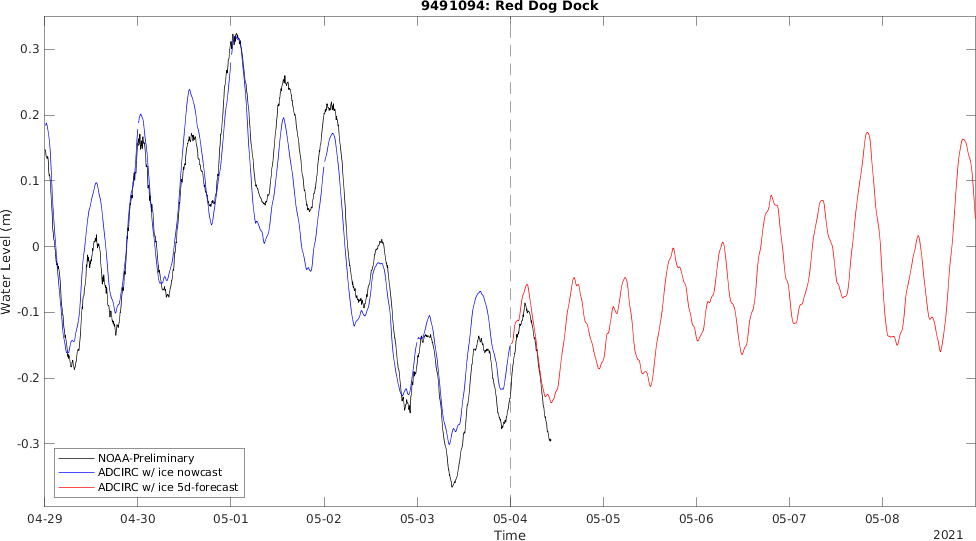 9491094: Red Dog Dock
Water Level (m)
0.3
0.2
0.1
0
-0.1
-0.2
-0.3
NOAA-Preliminary
ADCIRC w/ ice nowcast
ADCIRC w/ ice 5d-forecast
04-29 04-30 05-01 05-02 05-03 05-04 05-05 05-06 05-07 05-08
Time
2021